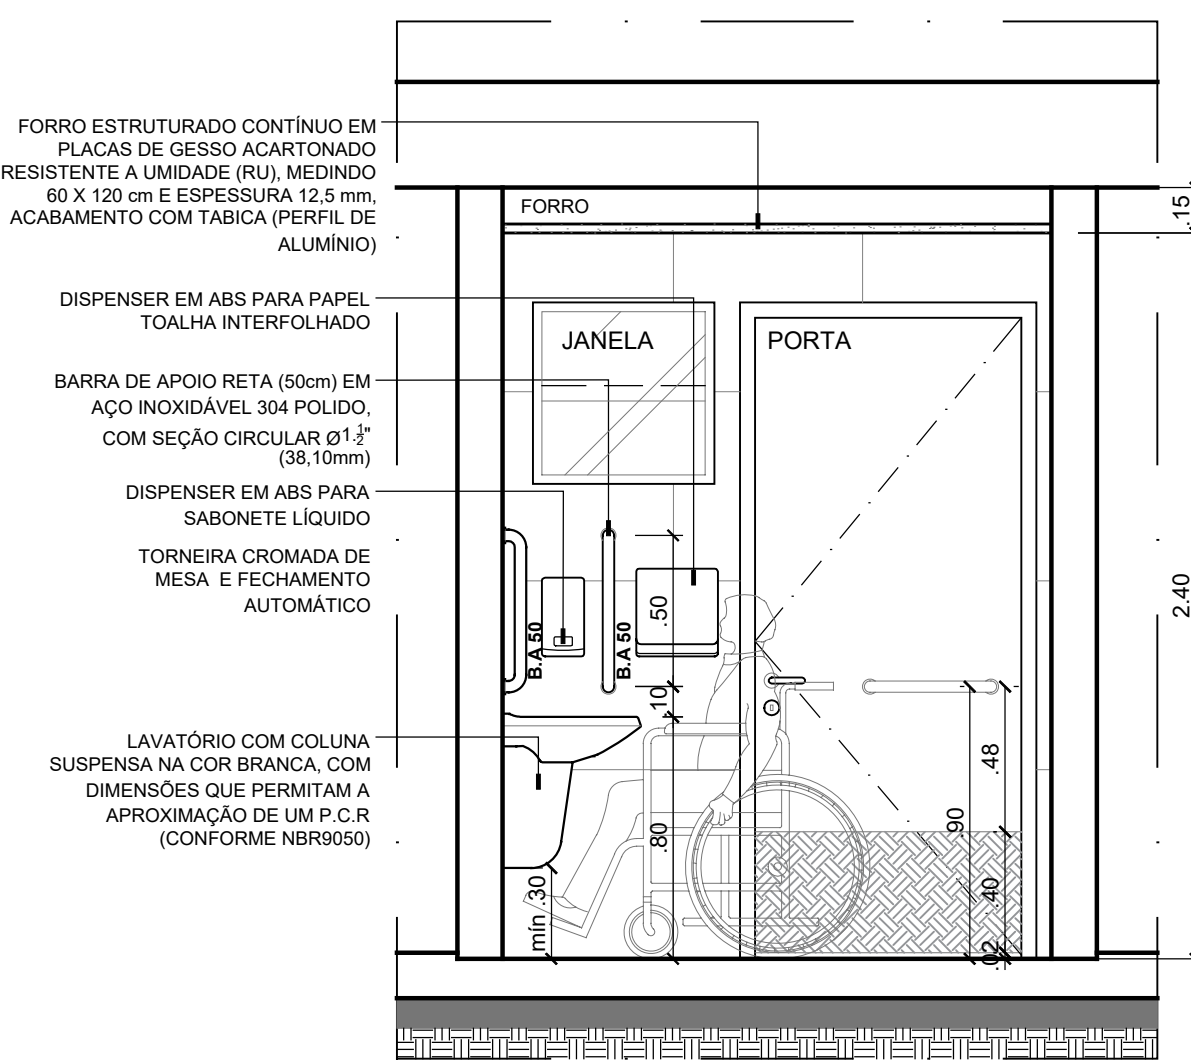 FORRO ESTRUTURADO CONTÍNUO EM
PLACAS DE GESSO ACARTONADO
RESISTENTE A UMIDADE (RU), MEDINDO
60 X 120 cm E ESPESSURA 12,5 mm,
ACABAMENTO COM TABICA (PERFIL DE
ALUMÍNIO)
DISPENSER EM ABS PARA PAPEL
TOALHA INTERFOLHADO
BARRA DE APOIO RETA (50cm) EM
AÇO INOXIDÁVEL 304 POLIDO,
COM SEÇÃO CIRCULAR Ø1.½"
(38,10mm)
DISPENSER EM ABS PARA
SABONETE LÍQUIDO
TORNEIRA CROMADA DE
MESA E FECHAMENTO
AUTOMÁTICO
LAVATÓRIO COM COLUNA
SUSPENSA NA COR BRANCA, COM
DIMENSÕES QUE PERMITAM A
APROXIMAÇÃO DE UM P.C.R
(CONFORME NBR9050)
FORRO
JANELA
PORTA
B.A 50
B.A 50
.50
.10
.80
mín .30
.90
.48
.40
.02
.15
2.40